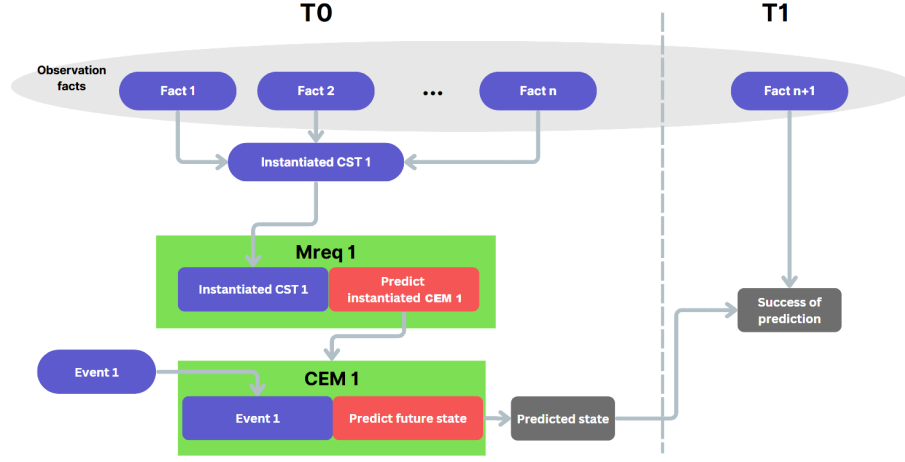 T0
T1
Observation
facts
Fact 1
Fact 2
...
Fact n
Fact n+1
Instantiated CST 1
Mreq 1
Instantiated CST 1
Predict
instantiated CEM 1
Success of
prediction
Event 1
CEM 1
Event 1
Predict future state
Predicted state